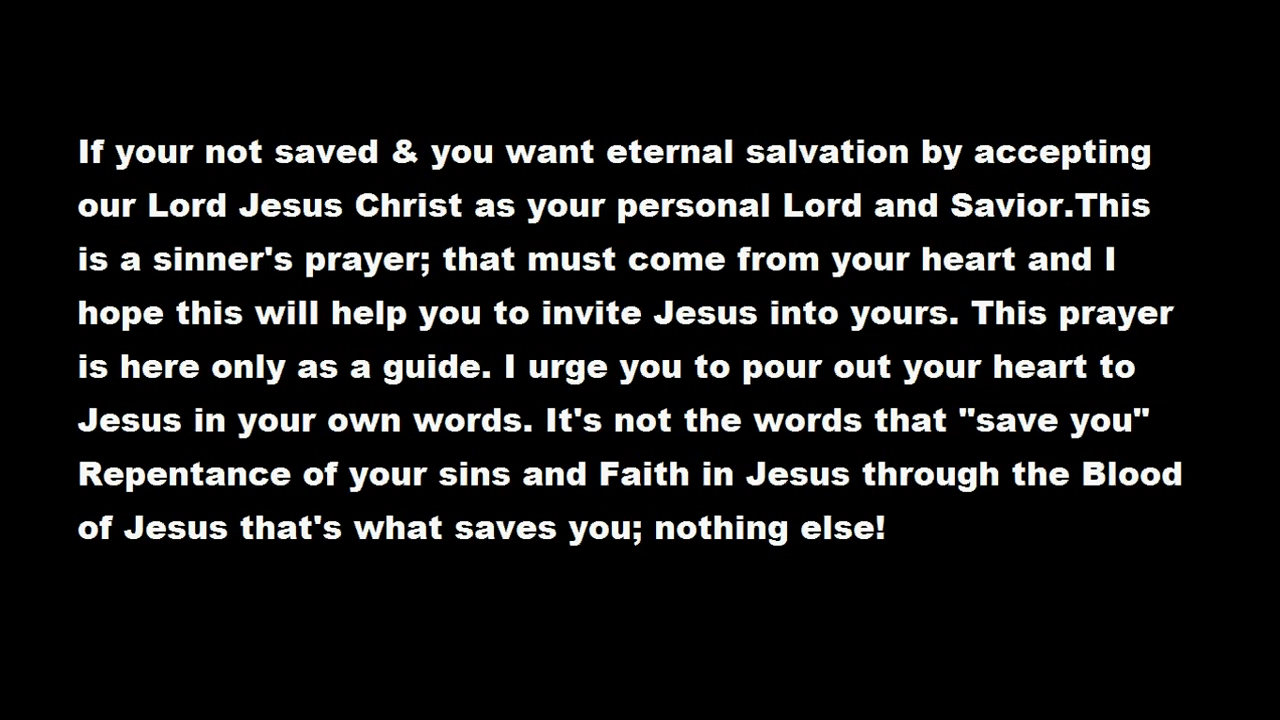 If your not saved & you want eternal salvation by accepting
our Lord Jesus Christ as your personal Lord and Savior.This
is a sinner's prayer; that must come from your heart and I
hope this will help you to invite Jesus into yours. This prayer
is here only as a guide. I urge you to pour out your heart to
Jesus in your own words. It's not the words that "save you"
Repentance of your sins and Faith in Jesus through the Blood
of Jesus that's what saves you; nothing else!